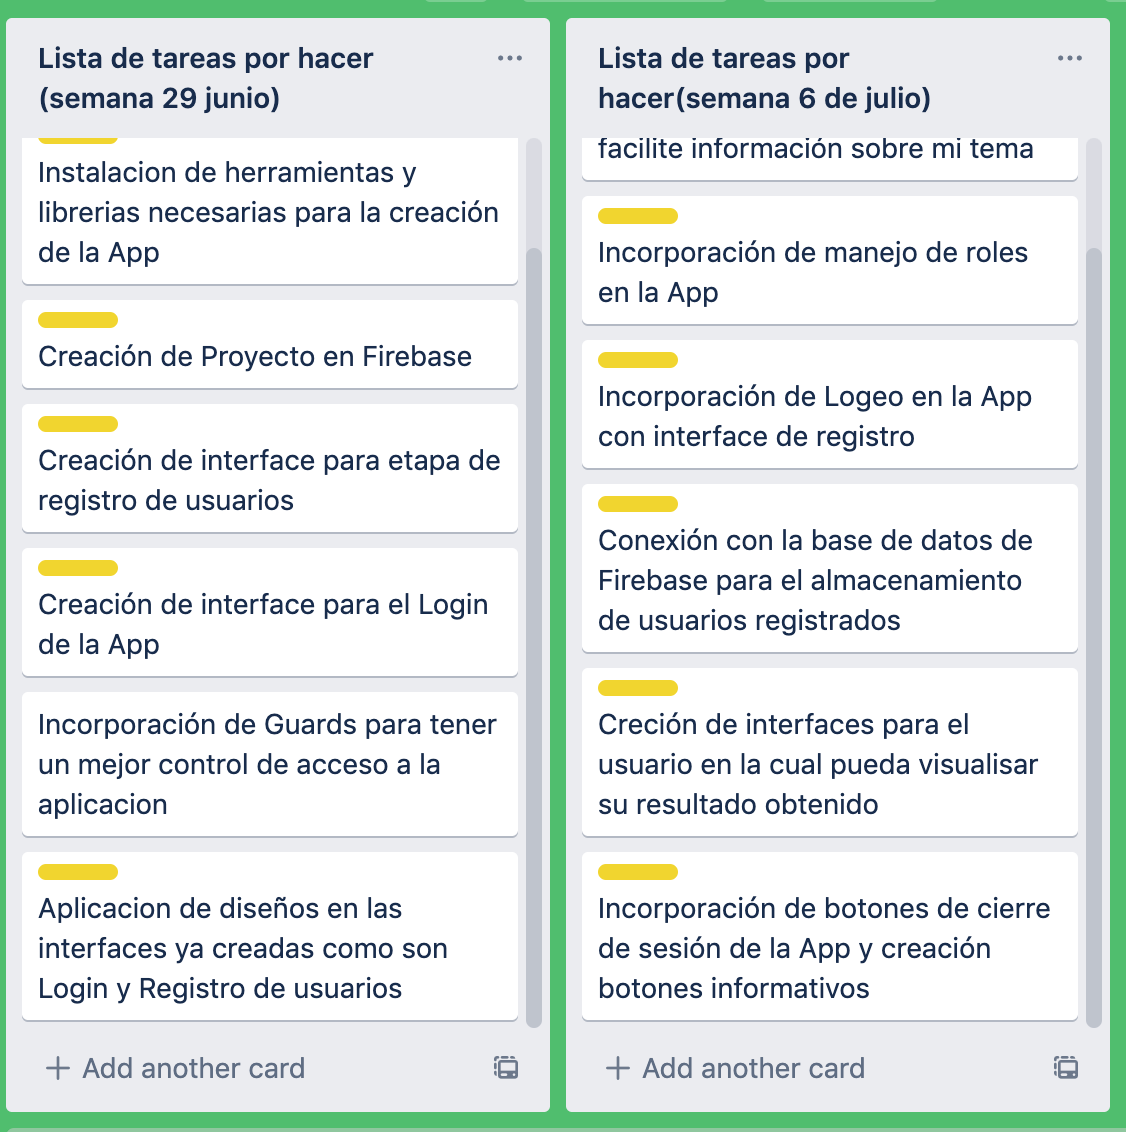 Lista de tareas por hacer
(semana 29 junio)
Instalacion de herramientas y
librerias necesarias para la creación
de la App
Creación de Proyecto en Firebase
Creación de interface para etapa de
registro de usuarios
Creación de interface para el Login
de la App
Incorporación de Guards para tener
un mejor control de acceso a la
aplicacion
Aplicacion de diseños en las
interfaces ya creadas como son
Login y Registro de usuarios
Add another card
Lista de tareas por
hacer(semana 6 de julio)
facilite información sobre mi tema
Incorporación de manejo de roles
en la App
Incorporación de Logeo en la App
con interface de registro
Conexión con la base de datos de
Firebase para el almacenamiento
de usuarios registrados
Creción de interfaces para el
usuario en la cual pueda visualisar
su resultado obtenido
Incorporación de botones de cierre
de sesión de la App y creación
botones informativos
Add another card